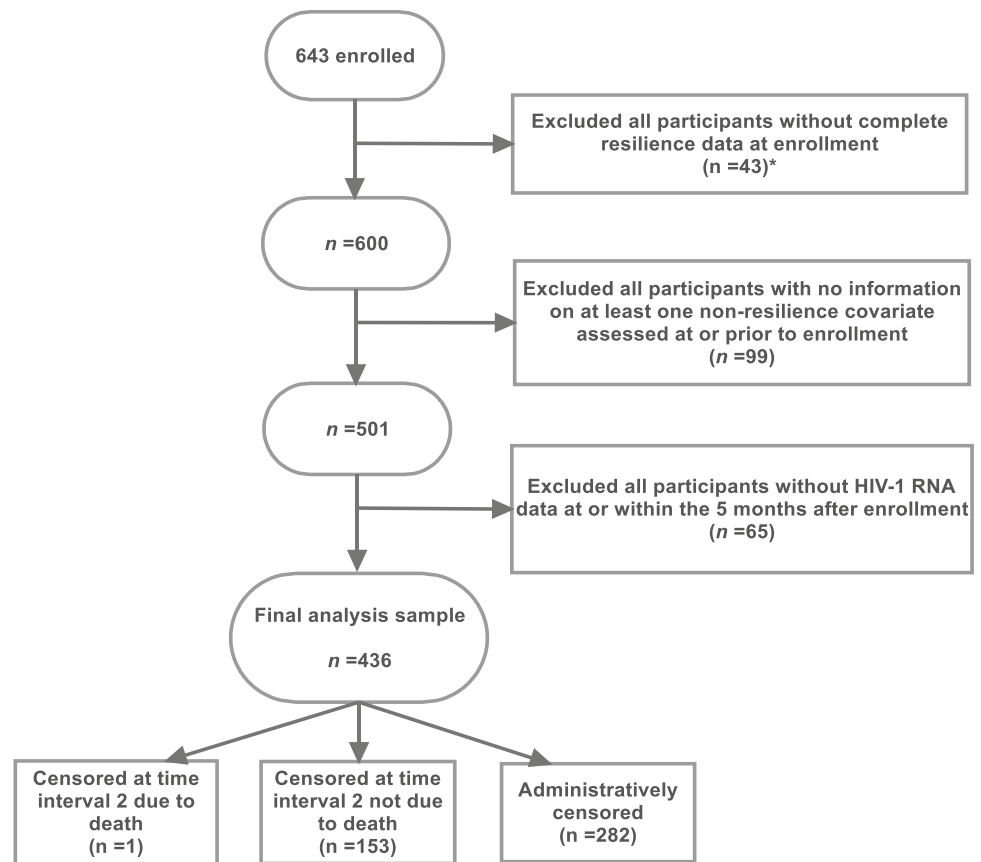 643 enrolled
Excluded all participants without complete
resilience data at enrollment
(n =43)*
n =600
Excluded all participants with no information
on at least one non-resilience covariate
assessed at or prior to enrollment
(n =99)
n =501
Excluded all participants without HIV-1 RNA
data at or within the 5 months after enrollment
(n =65)
Final analysis sample
n =436
Censored at time
interval 2 due to
death
(n =1)
Censored at time
interval 2 not due
to death
(n =153)
Administratively
censored
(n =282)